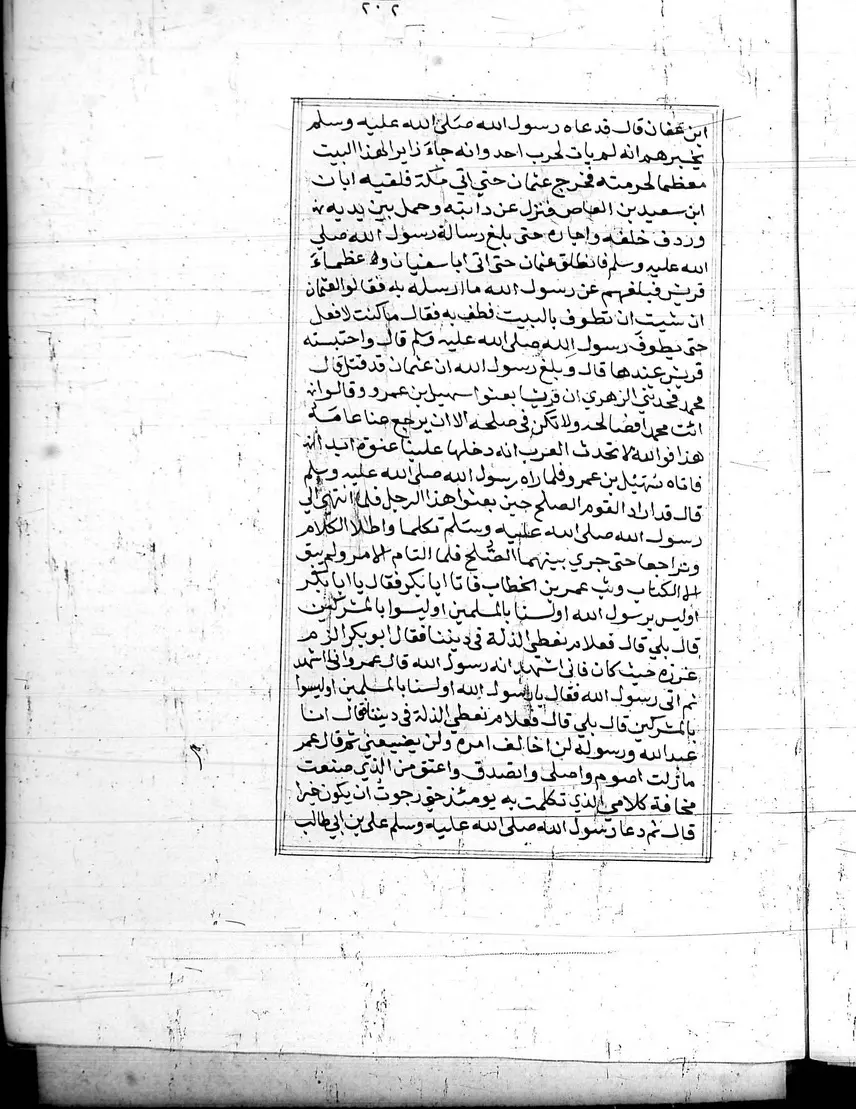 ٢٠٢
ابن عفان قال فدعاه رسول الله صلى الله عليه وسلم
يخبرهم انه لم يات لحرب احد وانه جاء زايرا لهذا البيت
معظما لحرمته فخرج عثمان حتى اتى مكة فلقيه ابان
ابن سعيد بن العاص فنزل عن دابته وحمل بين يديه
وردف خلفه واجاره حتى بلغ رسالة رسول الله صلي
الله عليه وسلم فانطلق عثمان حتى اتى ابا سفيان وعظماء
قريش فبلغهم عن رسول الله ما ارسله به فقالوا لعثمان
ان شيت ان تطوف بالبيت فطف به فقال ما كنت لافعل
حتى يطوف رسول الله صلى الله عليه وسلم قال واحتبسته
قريش عندها قال وبلغ رسول الله ان عثمان قد قتل قال
محمد فحدثني الزهري ان قريشا بعثوا سهيل بن عمرو وقالوا
ائت محمدا فصالحه ولا تكن في صلحه الا ان يرجع عنا عامه
هذا فوالله لا تحدث العرب انه دخلها علينا عنوة ابدا
فاتاه سهيل بن عمرو فلما راه رسول الله صلى الله عليه وسلم
قال قد اراد القوم الصلح حين بعثوا هذا الرجل فلما انتهى الي
رسول الله صلى الله عليه وسلم تكلما واطلا الكلام
وتراجعا حتى جري بينهما الصلح فلما التام الامر ولم يبق
الا الكتاب وثب عمر بن الخطاب فاتا ابا بكر فقال يا ابا بكر
اوليس برسول الله اولسنا بالمسلمين اوليسوا بالمشركين
قال بلي قال فعلام نعطي الذلة في ديننا فقال ابو بكر الزم
غرزه حيث كان فاني اشهد انه رسول الله قال عمر واني اشهد
ثم اتى رسول الله فقال يا رسول الله اولسنا بالمسلمين اوليسوا
بالمشركين قال بلي قال فعلام نعطي الذلة في ديننا قال انا
عبد الله ورسوله لن اخالف امره ولن يضيعني ثم قال عمر
ما زلت اصوم واصلي واتصدق واعتق من الذي صنعت
مخافة كلامي الذي تكلمت به يومئذ حتى رجوت ان يكون خيرا
قال ثم دعا رسول الله صلى الله عليه وسلم علي بن ابي طالب